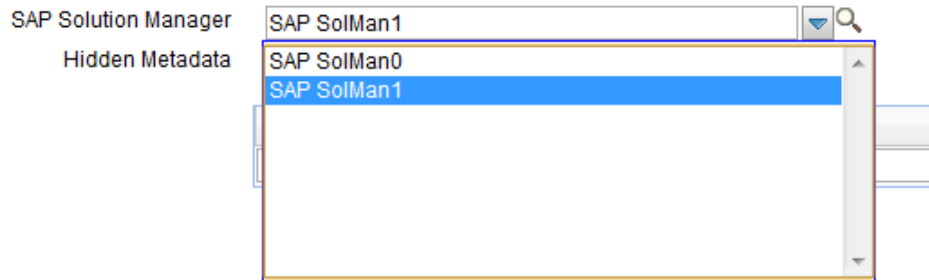 SAP Solution Manager SAP SolMan1
Hidden Metadata SAP SolMan0
SAP SolMan1